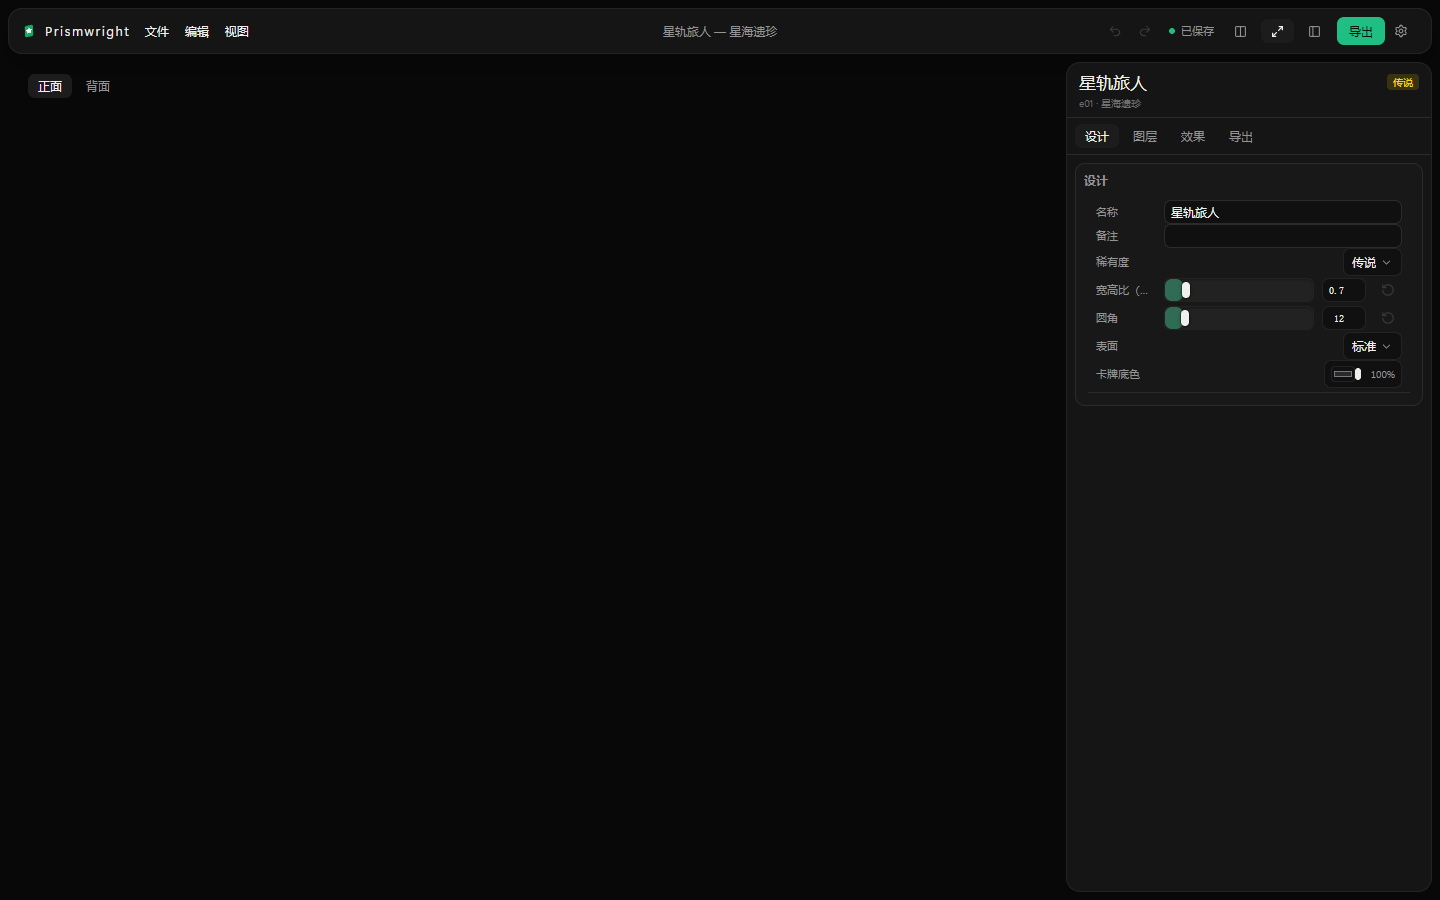 Prismwright 文件 编辑 视图
星轨旅人 — 星海遗珍
已保存
导出
正面 背面
星轨旅人
传说
e01 · 星海遗珍
设计 图层 效果 导出
设计
名称 星轨旅人
备注
稀有度 传说
宽高比（... 0.7
圆角 12
表面 标准
卡牌底色 100%